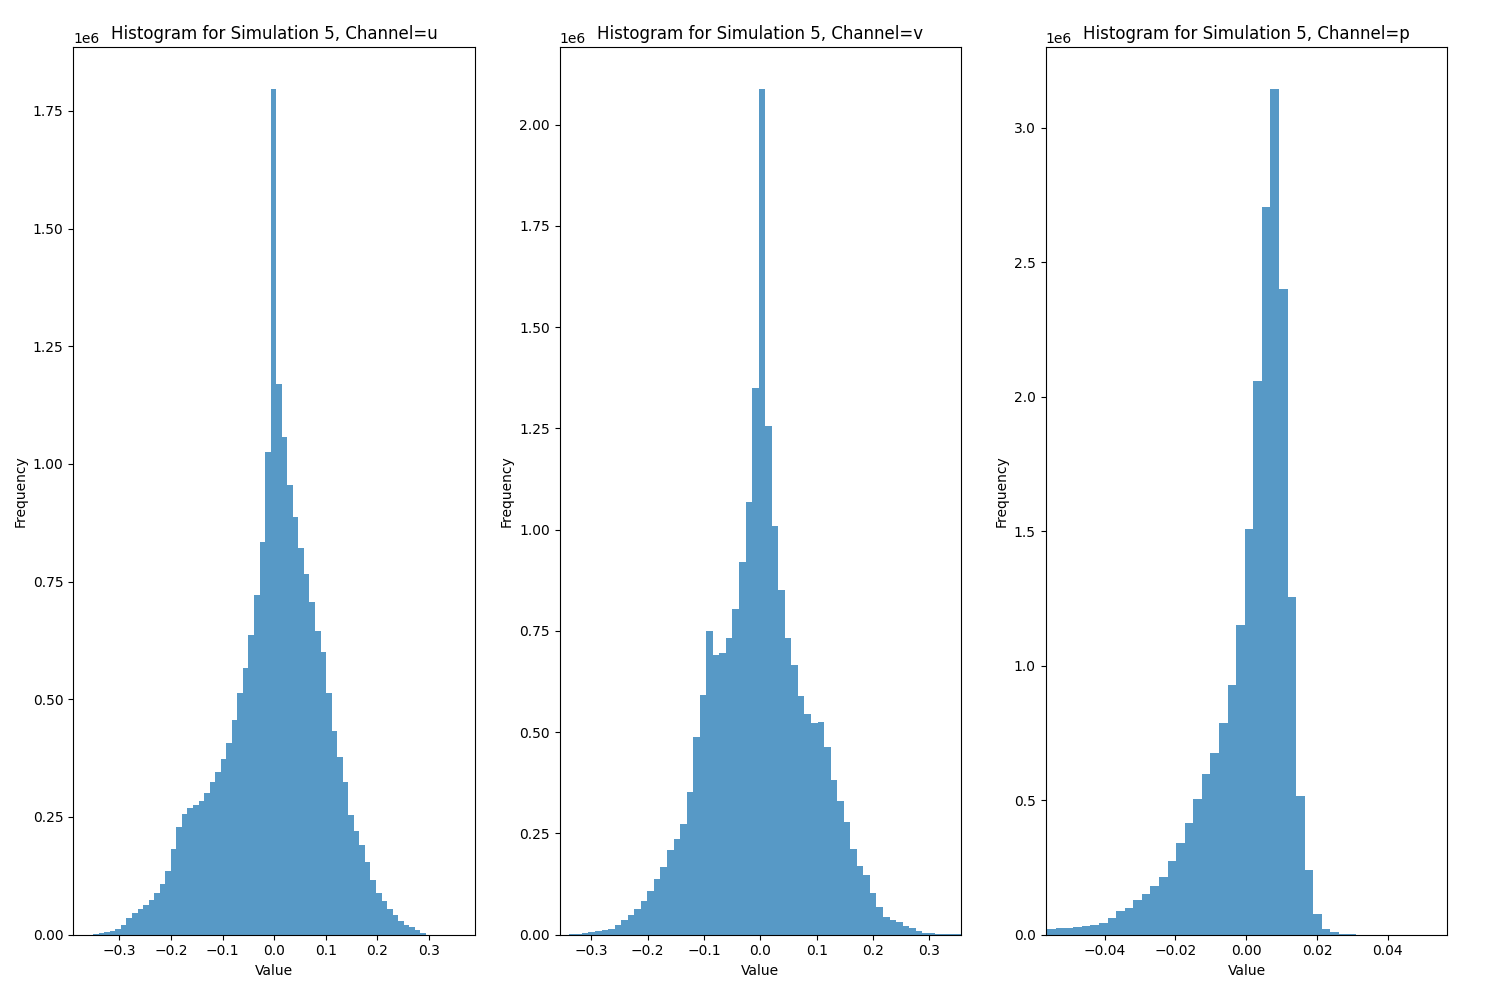 Histogram for Simulation 5, Channel=u
1e6
1.75
1.50
1.25
1.00
0.75
0.50
0.25
0.00
Frequency
−0.3 −0.2 −0.1 0.0 0.1 0.2 0.3
Value
Histogram for Simulation 5, Channel=v
1e6
2.00
1.75
1.50
1.25
1.00
0.75
0.50
0.25
0.00
Frequency
−0.3 −0.2 −0.1 0.0 0.1 0.2 0.3
Value
Histogram for Simulation 5, Channel=p
1e6
3.0
2.5
2.0
1.5
1.0
0.5
0.0
Frequency
−0.04 −0.02 0.00 0.02 0.04
Value